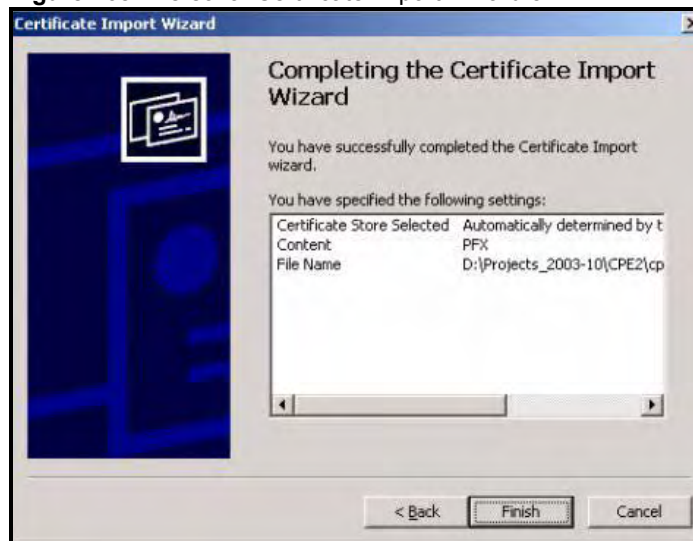 Certificate Import Wizard
Completing the Certificate Import
Wizard
You have successfully completed the Certificate Import
wizard.
You have specified the following settings:
Certificate Store Selected Automatically determined by t
Content PFX
File Name D:\Projects_2003-10\CPE2\cp
< Back Finish Cancel